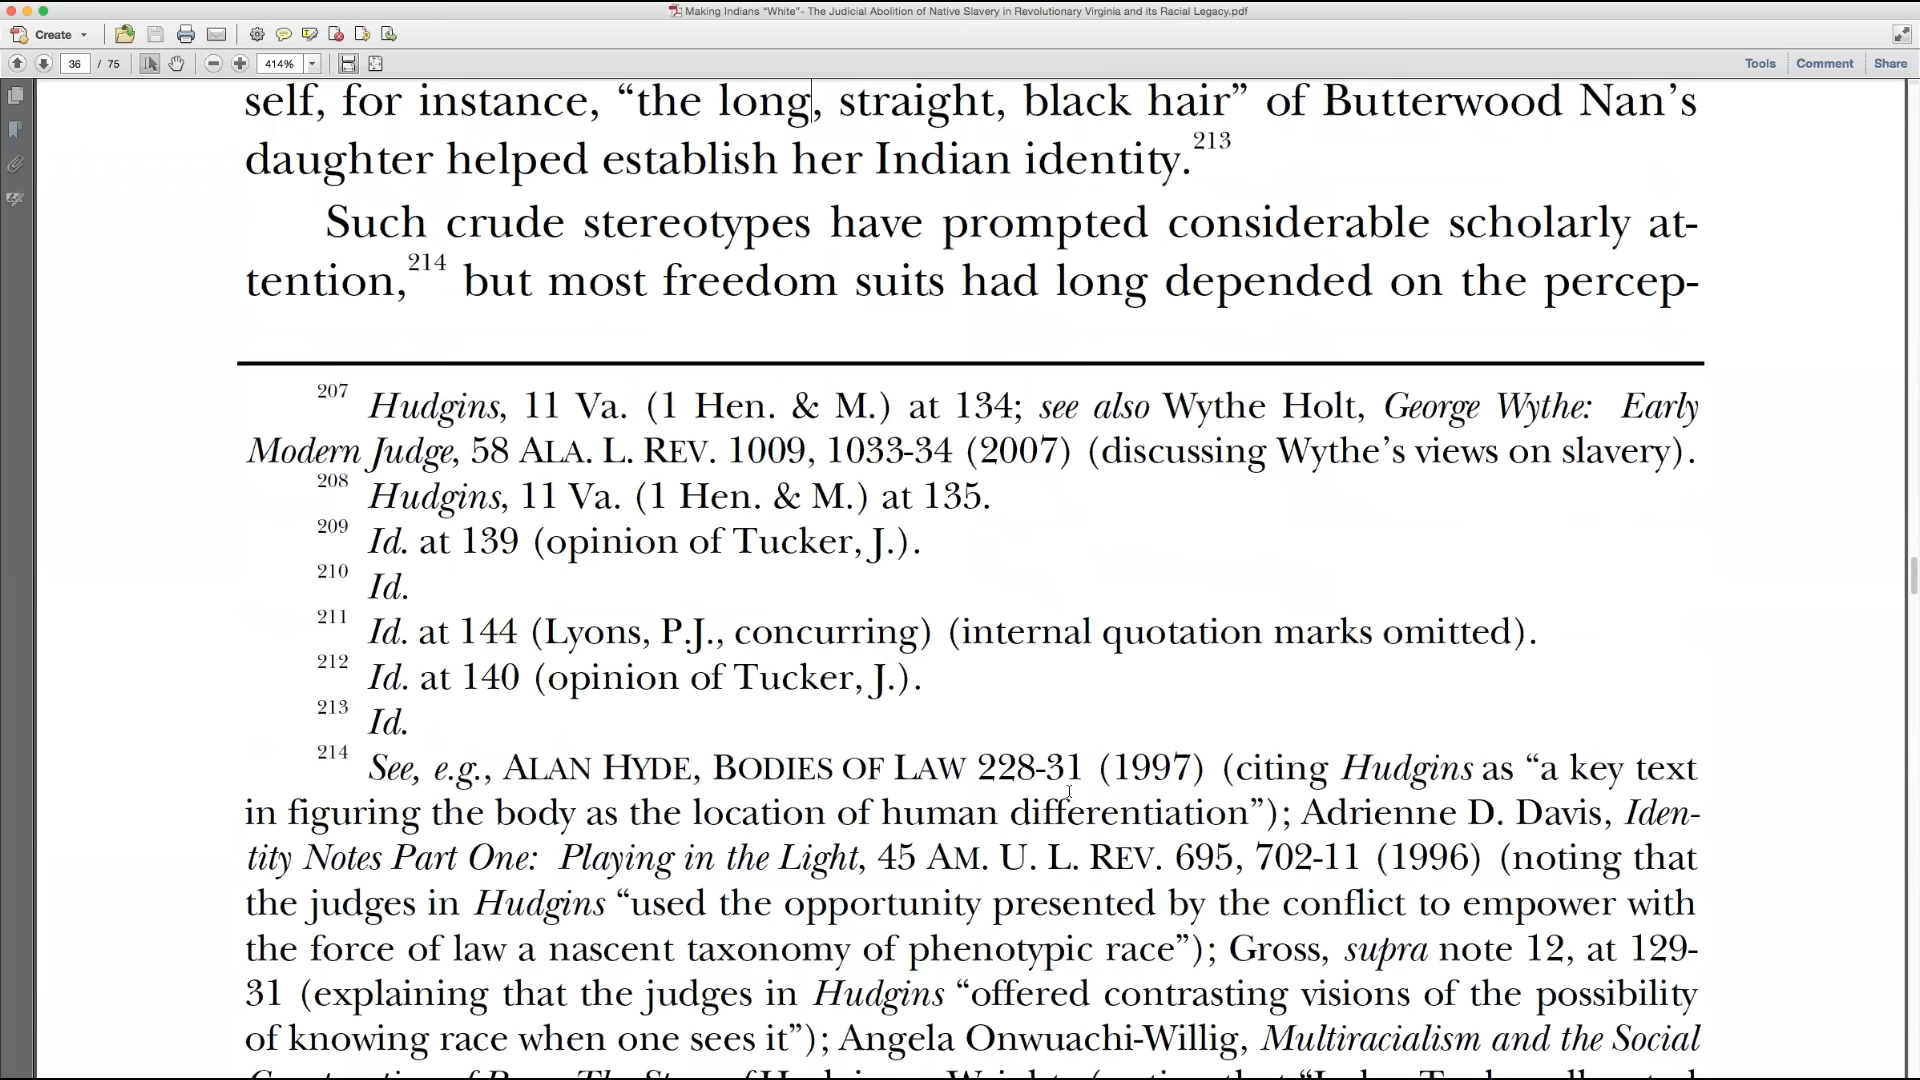 Making Indians "White"- The Judicial Abolition of Native Slavery in Revolutionary Virginia and its Racial Legacy.pdf
Create
36 / 75 414% Tools Comment Share
self, for instance, “the long, straight, black hair” of Butterwood Nan’s
daughter helped establish her Indian identity.213
Such crude stereotypes have prompted considerable scholarly at-
tention,214 but most freedom suits had long depended on the percep-
207 Hudgins, 11 Va. (1 Hen. & M.) at 134; see also Wythe Holt, George Wythe: Early
Modern Judge, 58 ALA. L. REV. 1009, 1033-34 (2007) (discussing Wythe’s views on slavery).
208 Hudgins, 11 Va. (1 Hen. & M.) at 135.
209 Id. at 139 (opinion of Tucker, J.).
210 Id.
211 Id. at 144 (Lyons, P.J., concurring) (internal quotation marks omitted).
212 Id. at 140 (opinion of Tucker, J.).
213 Id.
214 See, e.g., ALAN HYDE, BODIES OF LAW 228-31 (1997) (citing Hudgins as “a key text
in figuring the body as the location of human differentiation”); Adrienne D. Davis, Iden-
tity Notes Part One: Playing in the Light, 45 AM. U. L. REV. 695, 702-11 (1996) (noting that
the judges in Hudgins “used the opportunity presented by the conflict to empower with
the force of law a nascent taxonomy of phenotypic race”); Gross, supra note 12, at 129-
31 (explaining that the judges in Hudgins “offered contrasting visions of the possibility
of knowing race when one sees it”); Angela Onwuachi-Willig, Multiracialism and the Social